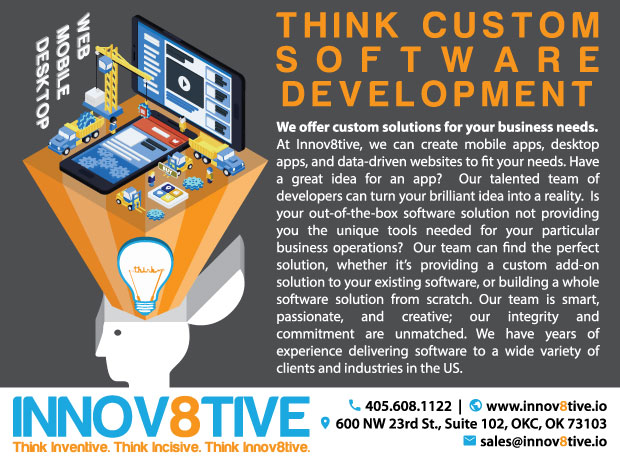 WEB
MOBILE
DESKTOP
THINK CUSTOM
SOFTWARE
DEVELOPMENT
We offer custom solutions for your business needs.
At Innov8tive, we can create mobile apps, desktop
apps, and data-driven websites to fit your needs. Have
a great idea for an app? Our talented team of
developers can turn your brilliant idea into a reality. Is
your out-of-the-box software solution not providing
you the unique tools needed for your particular
business operations? Our team can find the perfect
solution, whether it's providing a custom add-on
solution to your existing software, or building a whole
software solution from scratch. Our team is smart,
passionate, and creative; our integrity and
commitment are unmatched. We have years of
experience delivering software to a wide variety of
clients and industries in the US.
think
INNOV8TIVE
Think Inventive. Think Incisive. Think Innov8tive.
405.608.1122 | www.innov8tive.io
600 NW 23rd St., Suite 102, OKC, OK 73103
sales@innov8tive.io